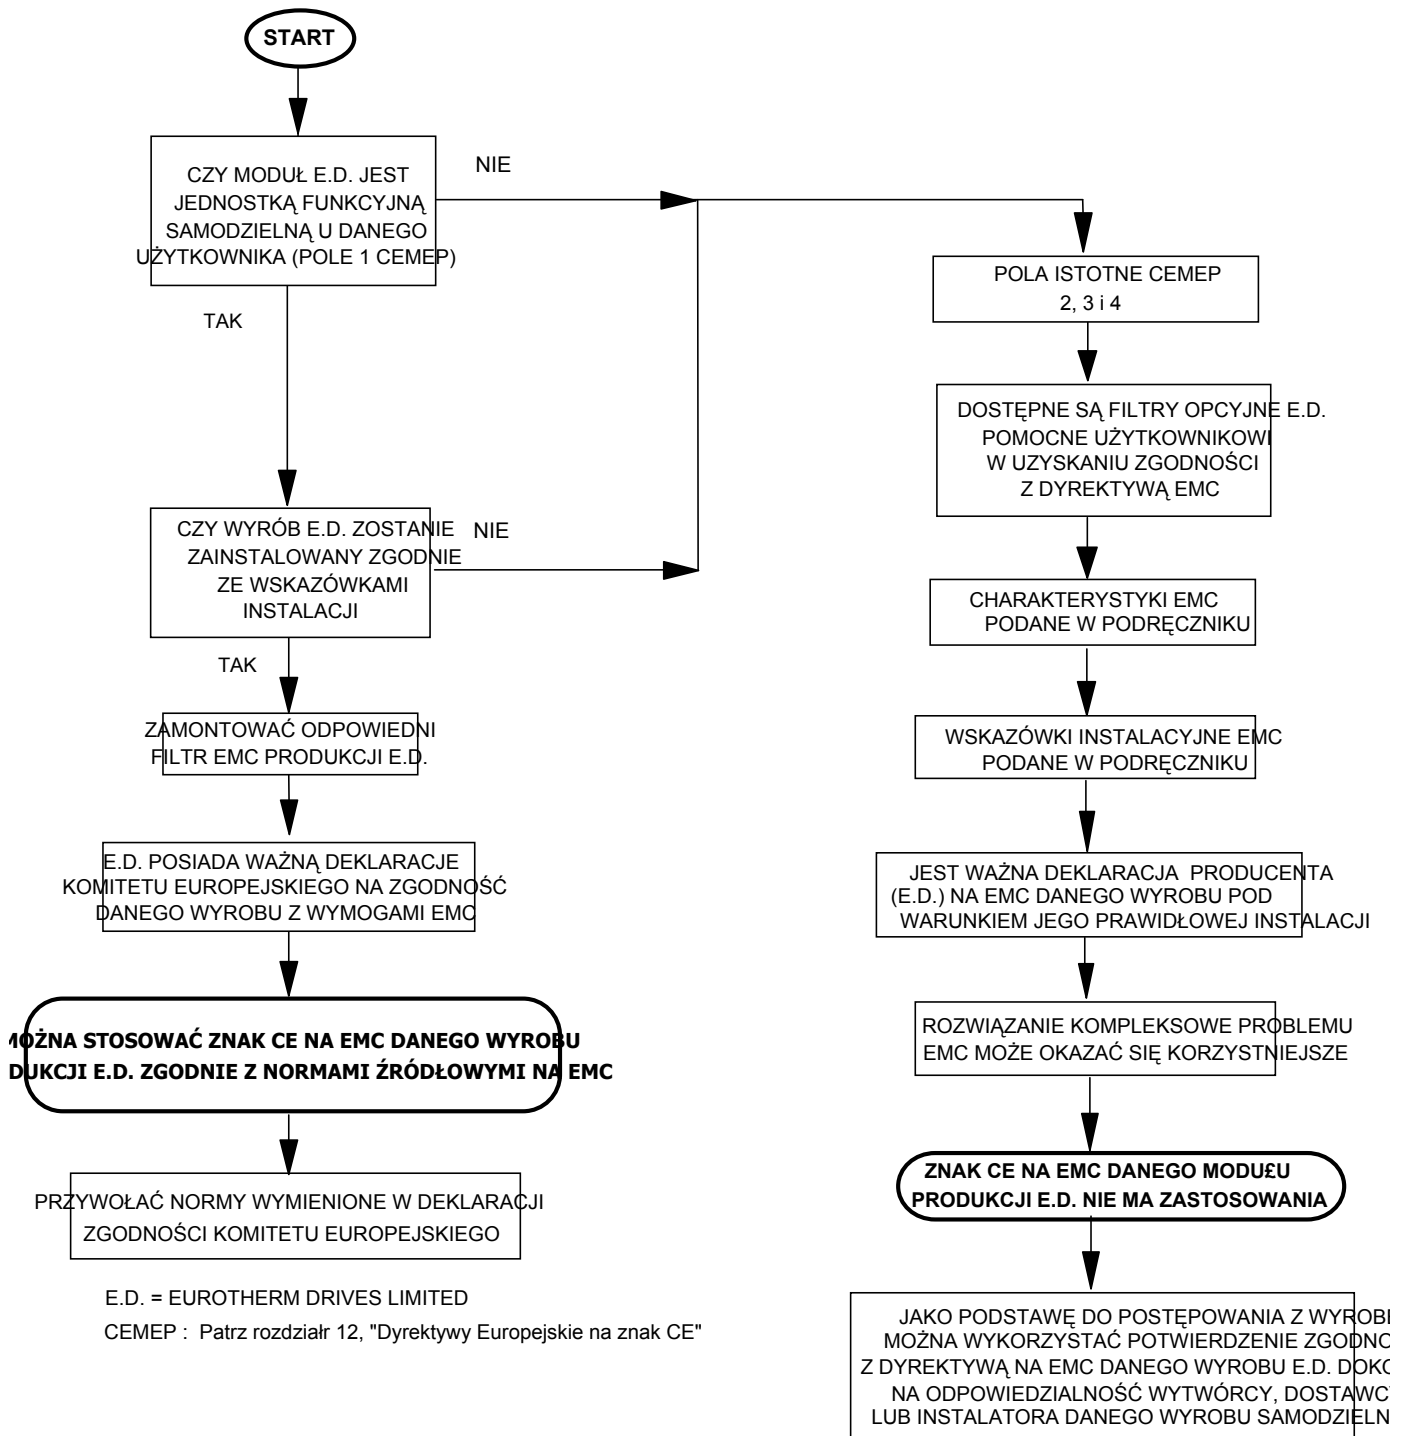 START
CZY MODUŁ E.D. JEST
JEDNOSTKĄ FUNKCYJNĄ
SAMODZIELNĄ U DANEGO
UŻYTKOWNIKA (POLE 1 CEMEP)
NIE
TAK
CZY WYRÓB E.D. ZOSTANIE
ZAINSTALOWANY ZGODNIE
ZE WSKAZÓWKAMI
INSTALACJI
NIE
TAK
ZAMONTOWAĆ ODPOWIEDNI
FILTR EMC PRODUKCJI E.D.
E.D. POSIADA WAŻNĄ DEKLARACJE
KOMITETU EUROPEJSKIEGO NA ZGODNOŚĆ
DANEGO WYROBU Z WYMOGAMI EMC
STOSOWAĆ ZNAK CE NA EMC DANEGO WYROBU
E.D. ZGODNIE Z NORMAMI ŹRÓDŁOWYMI NA EMC
PRZYWOŁAĆ NORMY WYMIENIONE W DEKLARACJI
ZGODNOŚCI KOMITETU EUROPEJSKIEGO
E.D. = EUROTHERM DRIVES LIMITED
CEMEP : Patrz rozdziałr 12, "Dyrektywy Europejskie na znak CE"
POLA ISTOTNE CEMEP
2, 3 i 4
DOSTĘPNE SĄ FILTRY OPCYJNE E.D.
POMOCNE UŻYTKOWNIKOWI
W UZYSKANIU ZGODNOŚCI
Z DYREKTYWĄ EMC
CHARAKTERYSTYKI EMC
PODANE W PODRĘCZNIKU
WSKAZÓWKI INSTALACYJNE EMC
PODANE W PODRĘCZNIKU
JEST WAŻNA DEKLARACJA PRODUCENTA
(E.D.) NA EMC DANEGO WYROBU POD
WARUNKIEM JEGO PRAWIDŁOWEJ INSTALACJI
ROZWIĄZANIE KOMPLEKSOWE PROBLEMU
EMC MOŻE OKAZAĆ SIĘ KORZYSTNIEJSZE
ZNAK CE NA EMC DANEGO MODU£U
PRODUKCJI E.D. NIE MA ZASTOSOWANIA
JAKO PODSTAWĘ DO POSTĘPOWANIA Z
MOŻNA WYKORZYSTAĆ POTWIERDZENIE
Z DYREKTYWĄ NA EMC DANEGO WYROBU E.D.
NA ODPOWIEDZIALNOŚĆ WYTWÓRCY,
LUB INSTALATORA DANEGO WYROBU